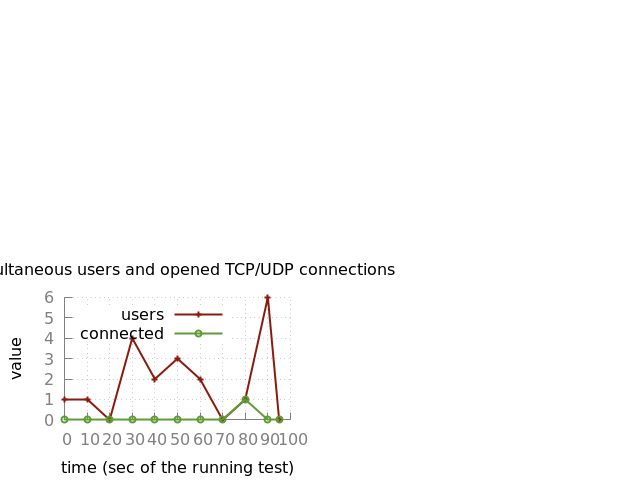 ultaneous users and opened TCP/UDP connections
6
5
4
3
2
1
0
users
connected
value
0 10 20 30 40 50 60 70 80 90 100
time (sec of the running test)